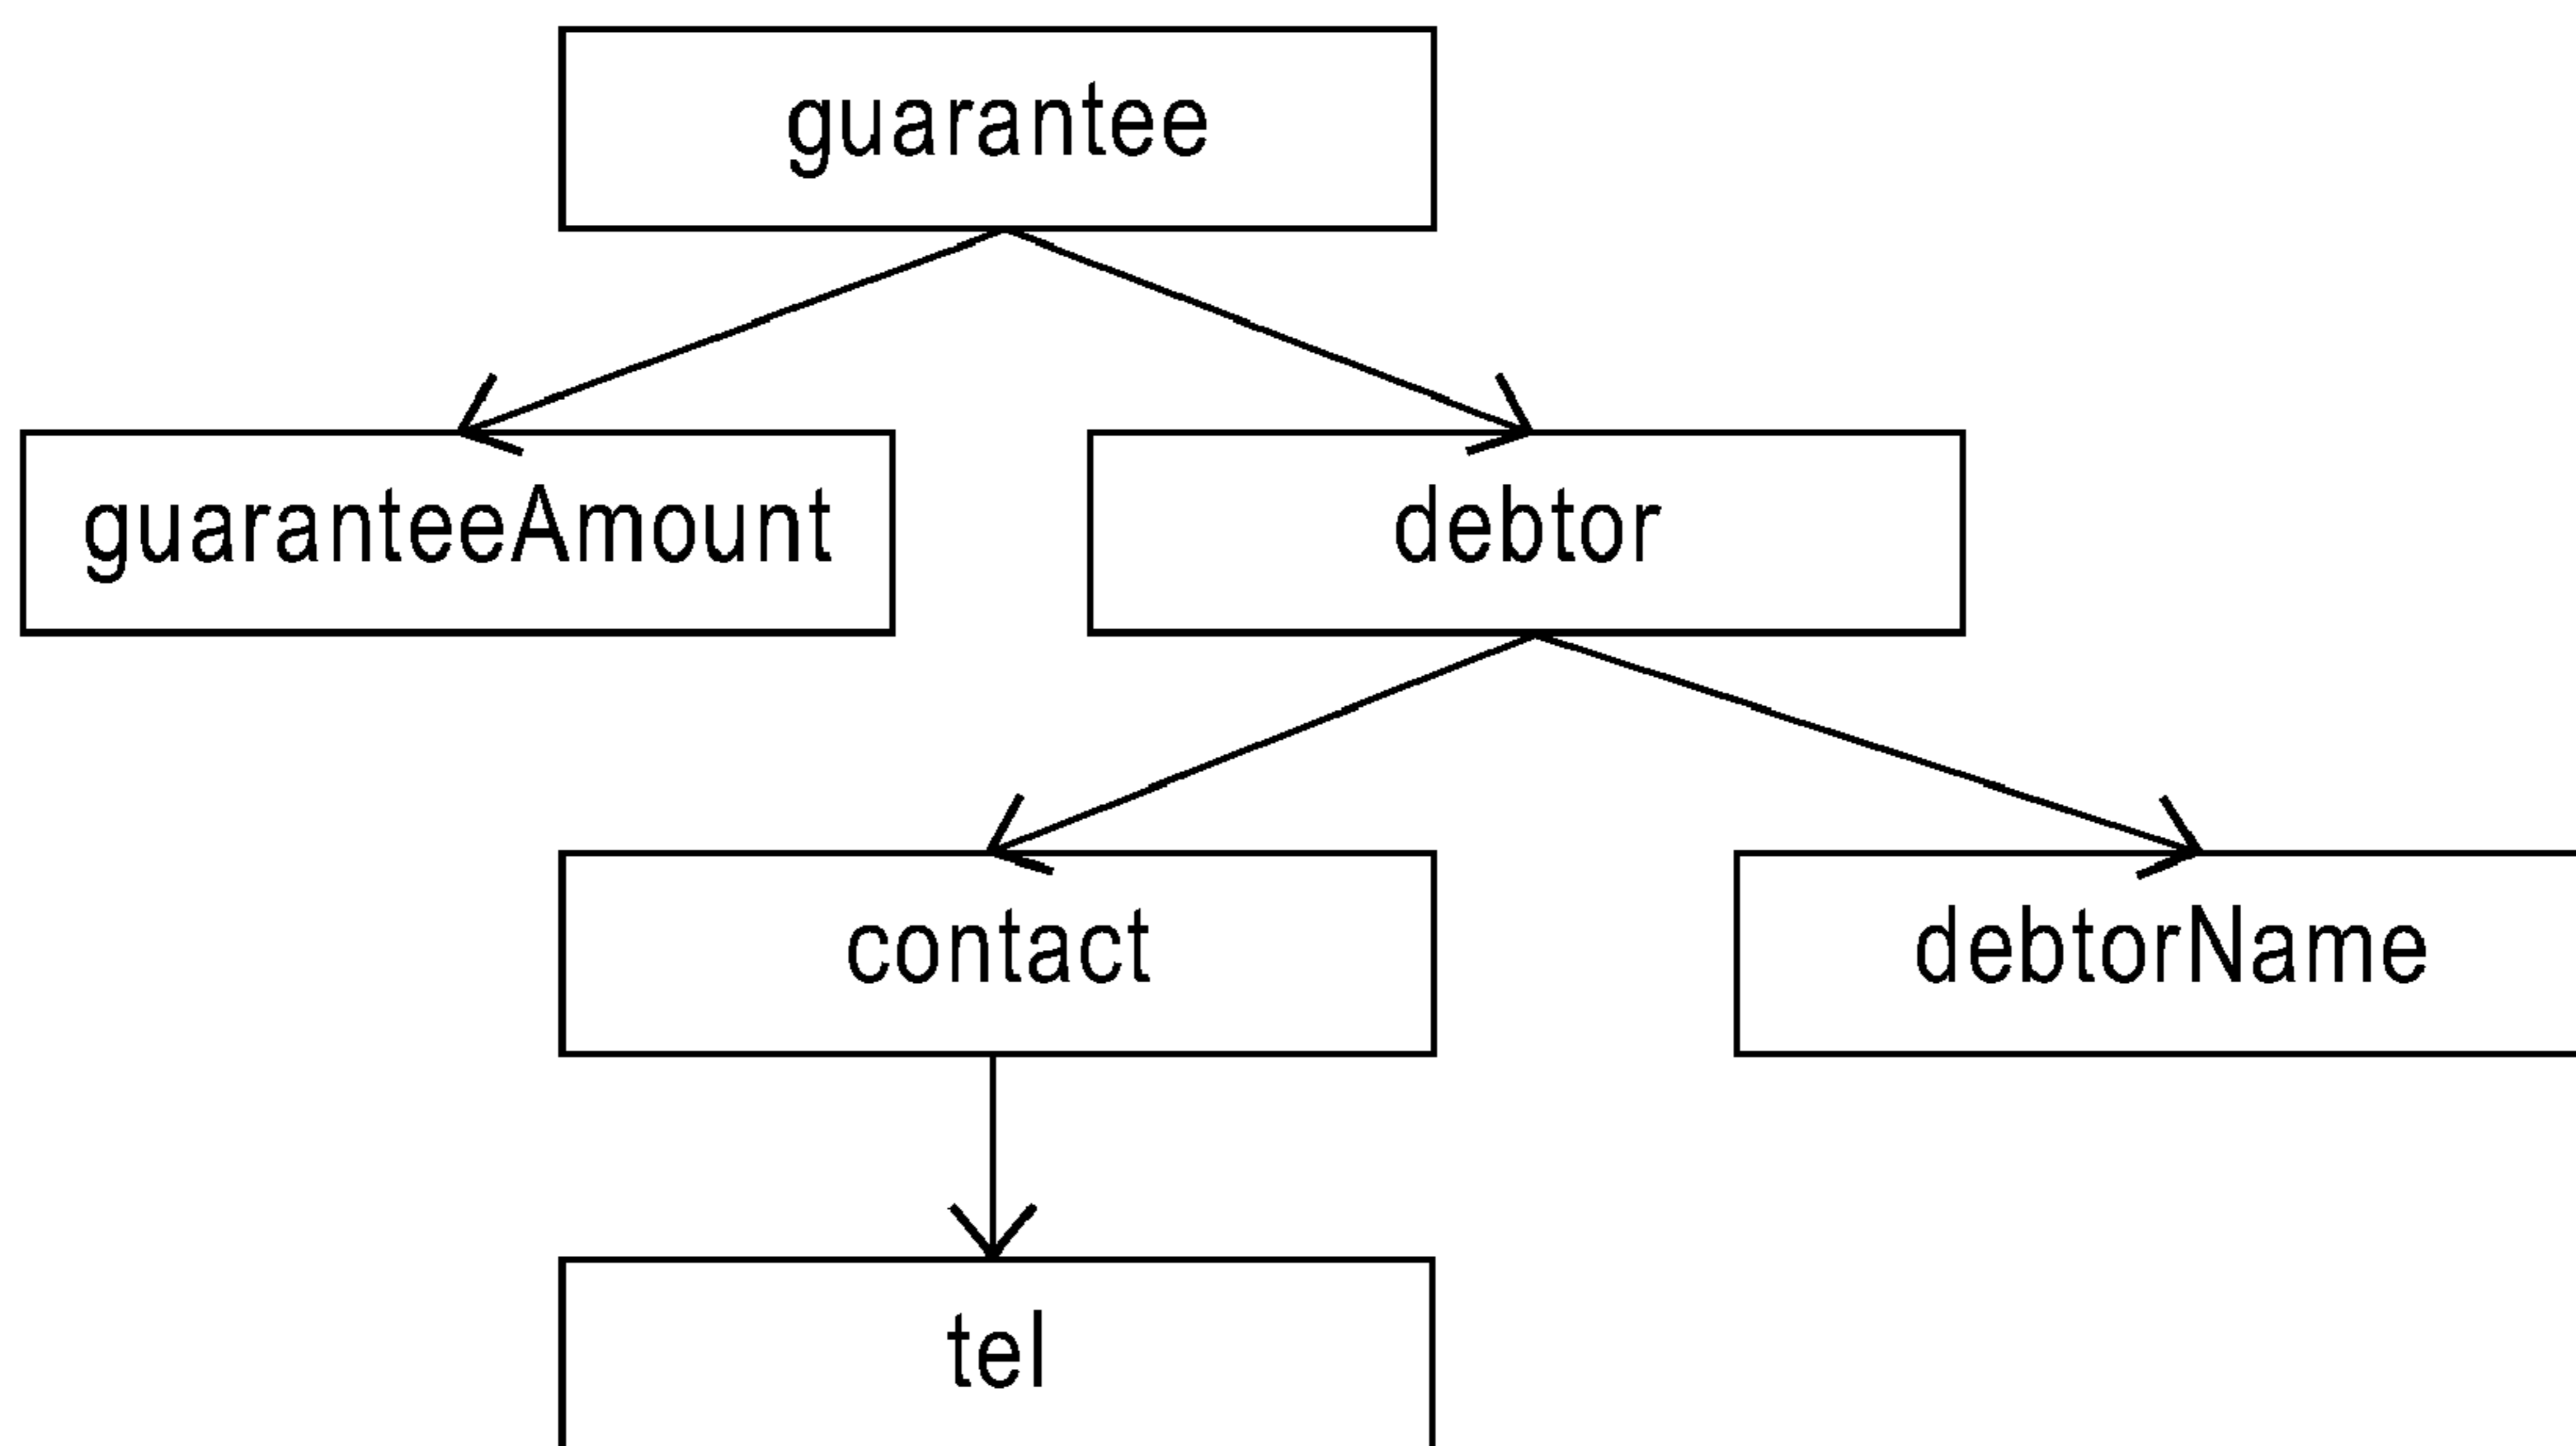 guarantee
guaranteeAmount
debtor
contact
debtorName
tel